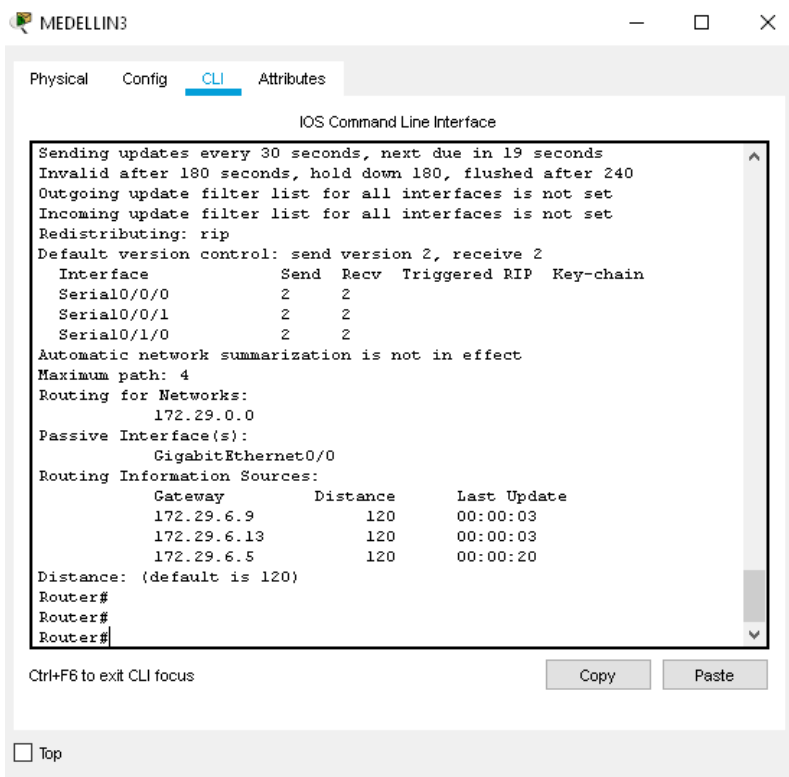 MEDELLIN3
Physical Config CLI Attributes
IOS Command Line Interface
Sending updates every 30 seconds, next due in 19 seconds
Invalid after 180 seconds, hold down 180, flushed after 240
Outgoing update filter list for all interfaces is not set
Incoming update filter list for all interfaces is not set
Redistributing: rip
Default version control: send version 2, receive 2
Interface Send Recv Triggered RIP Key-chain
Serial0/0/0 2 2
Serial0/0/1 2 2
Serial0/1/0 2 2
Automatic network summarization is not in effect
Maximum path: 4
Routing for Networks:
172.29.0.0
Passive Interface(s):
GigabitEthernet0/0
Routing Information Sources:
Gateway Distance Last Update
172.29.6.9 120 00:00:03
172.29.6.13 120 00:00:03
172.29.6.5 120 00:00:20
Distance: (default is 120)
Router#
Router#
Router#
Ctrl+F6 to exit CLI focus
Copy Paste
Top